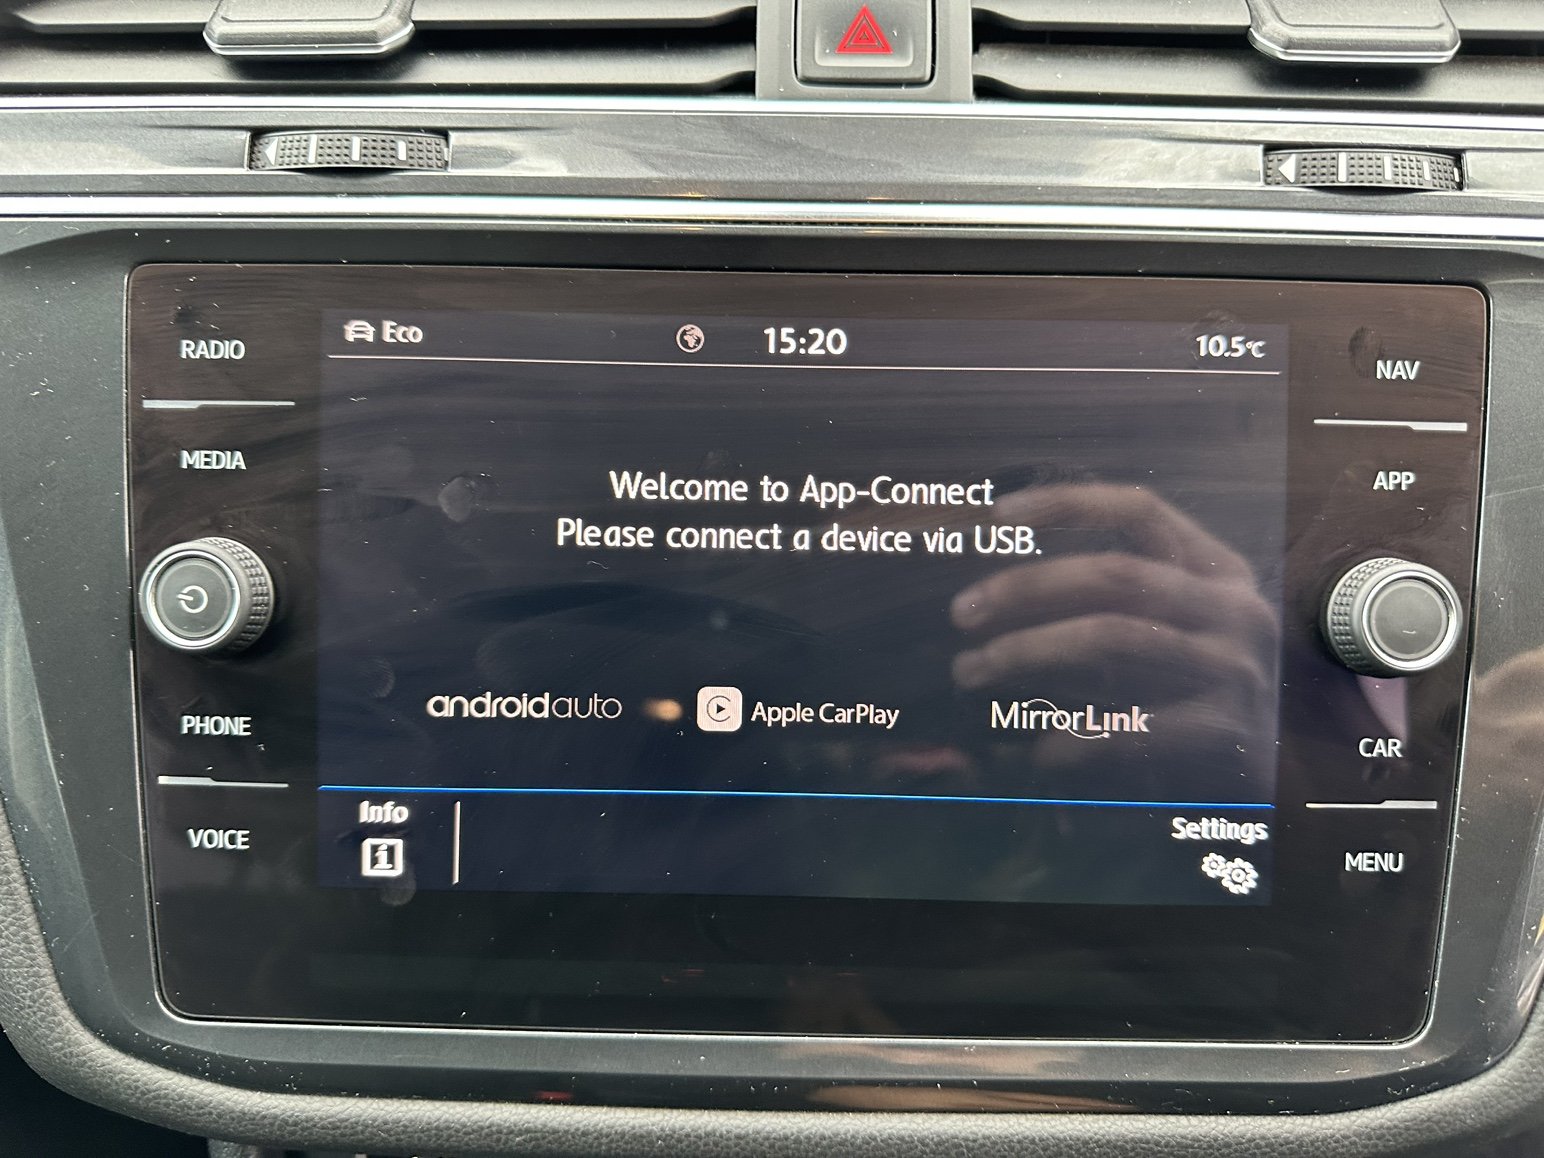 RADIO
MEDIA
PHONE
VOICE
Eco
15:20
10.5°C
Welcome to App-Connect
Please connect a device via USB.
androidauto
Apple CarPlay
MirrorLink
Info
i
Settings
NAV
APP
CAR
MENU